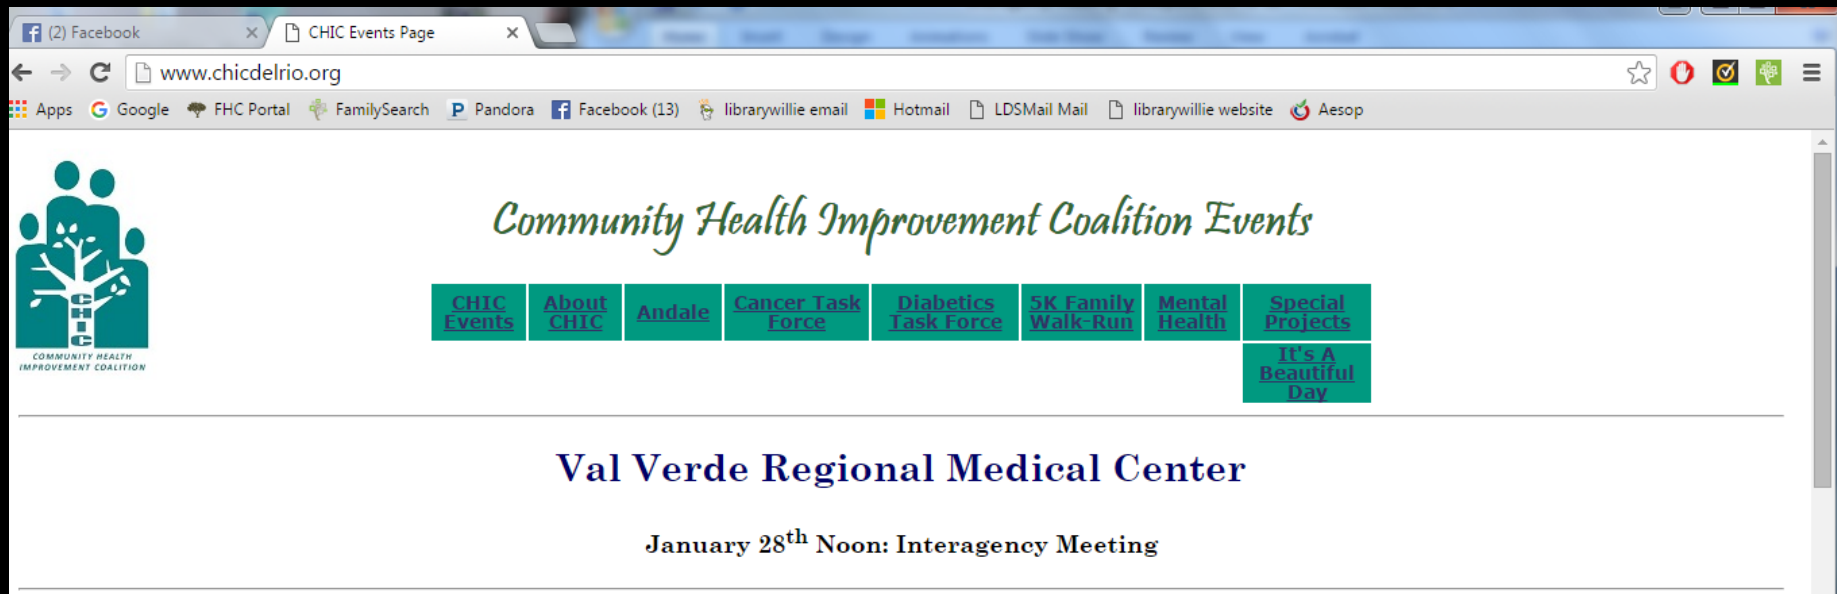 (2) Facebook
CHIC Events Page
www.chicdelrio.org
Apps Google FHC Portal FamilySearch Pandora Facebook (13) librarywillie email Hotmail LDSMail Mail librarywillie website Aesop
Community Health Improvement Coalition Events
CHIC
Events
About
CHIC
Andale
Cancer Task
Force
Diabetics
Task Force
5K Family
Walk-Run
Mental
Health
Special
Projects
It's A
Beautiful
Day
CHIC
COMMUNITY HEALTH
IMPROVEMENT COALITION
Val Verde Regional Medical Center
January 28th Noon: Interagency Meeting